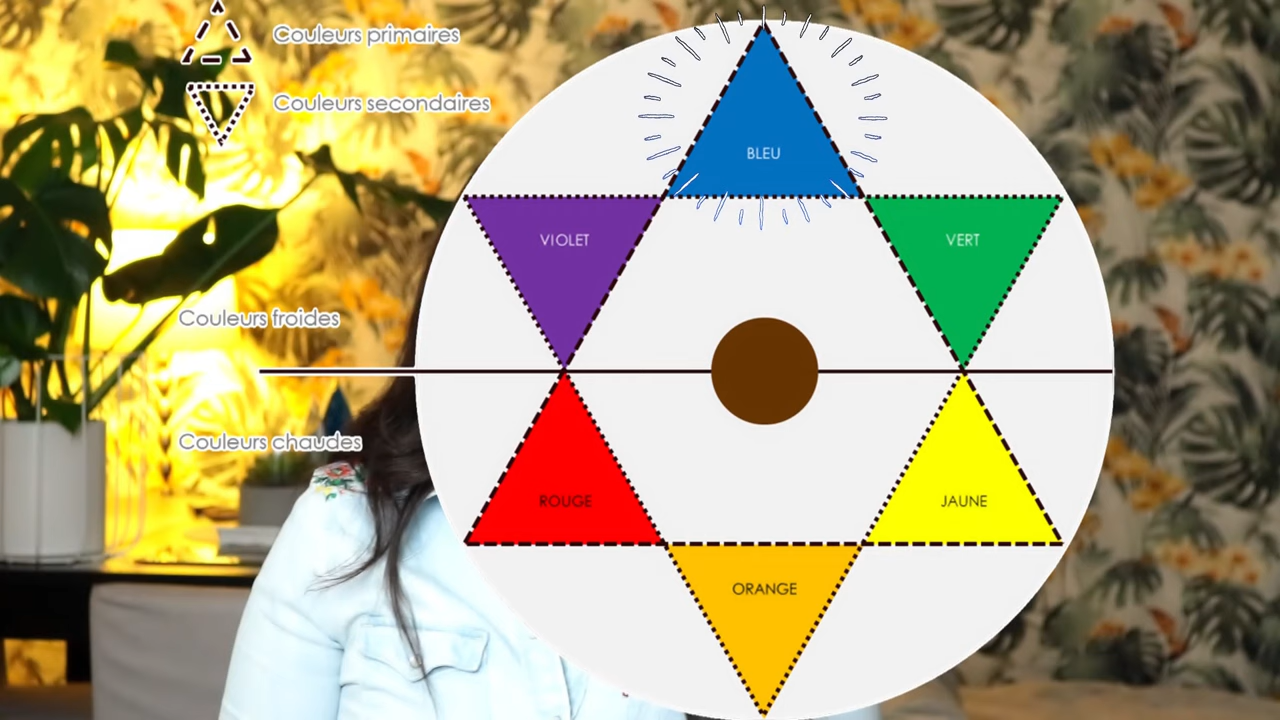 Couleurs primaires
Couleurs secondaires
BLEU
VIOLET
VERT
Couleurs froides
Couleurs chaudes
ROUGE
JAUNE
ORANGE